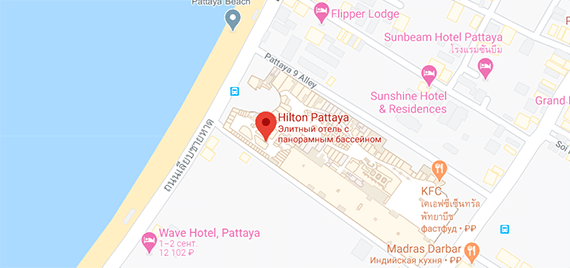 Pattaya Beach
Flipper Lodge
Sunbeam Hotel Pattaya
โรงแรมซันบีม
Pattaya 9 Alley
Sunshine Hotel
& Residences
Grand
Hilton Pattaya
Элитный отель с
панорамным бассейном
Soi
ถนนเลียบชายหาด
KFC
โคเอฟซีเซ็นทรัล
พัทยาบีช
фастфуд • ₽₽
Wave Hotel, Pattaya
1–2 сент.
12 102 ₽
Madras Darbar
Индийская кухня • ₽₽